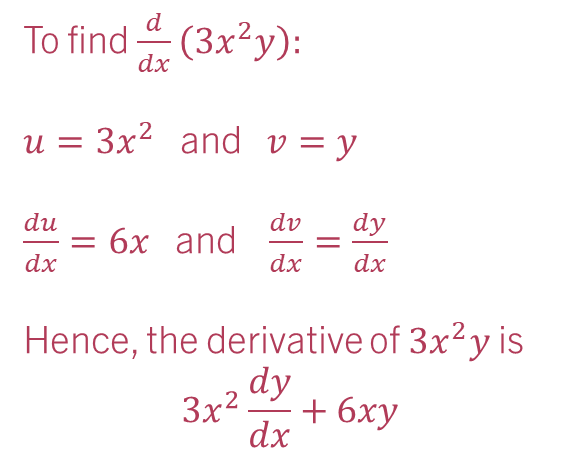 To find d/dx (3x²y):
u = 3x² and v = y
du/dx = 6x and dv/dx = dy/dx
Hence, the derivative of 3x²y is
3x² dy/dx + 6xy